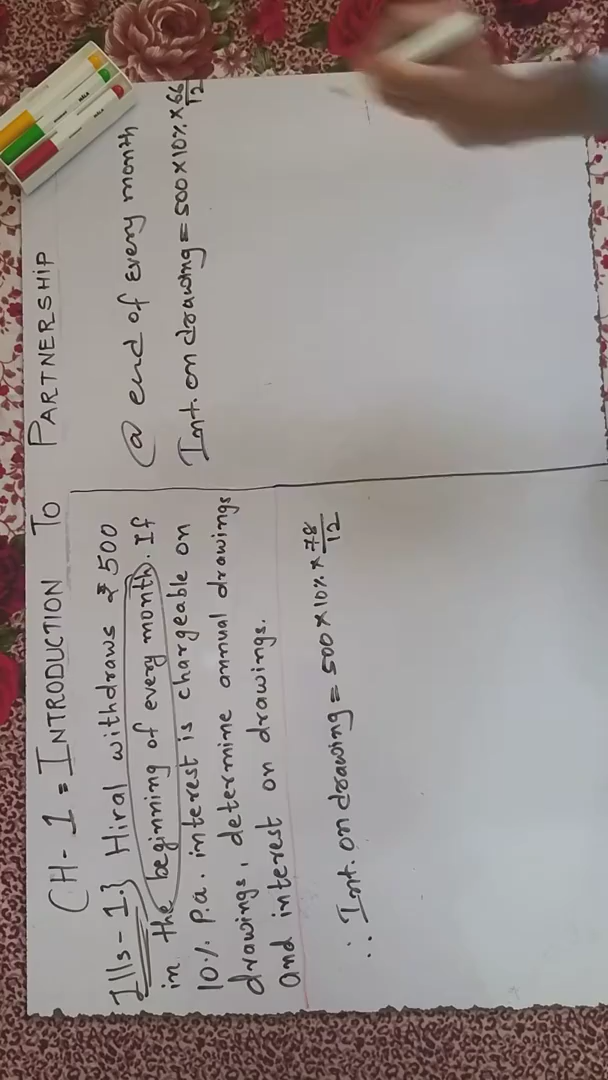 CH-1 = INTRODUCTION TO PARTNERSHIP
Ills-1.} Hiral withdraws ₹500
in the beginning of every month. If
10% p.a. interest is chargeable on
drawings, determine annual drawings
and interest on drawings.
∴ Int. on drawing = 500 × 10% × 78/12
@ end of every month
Int. on drawing = 500 × 10% × 66/12